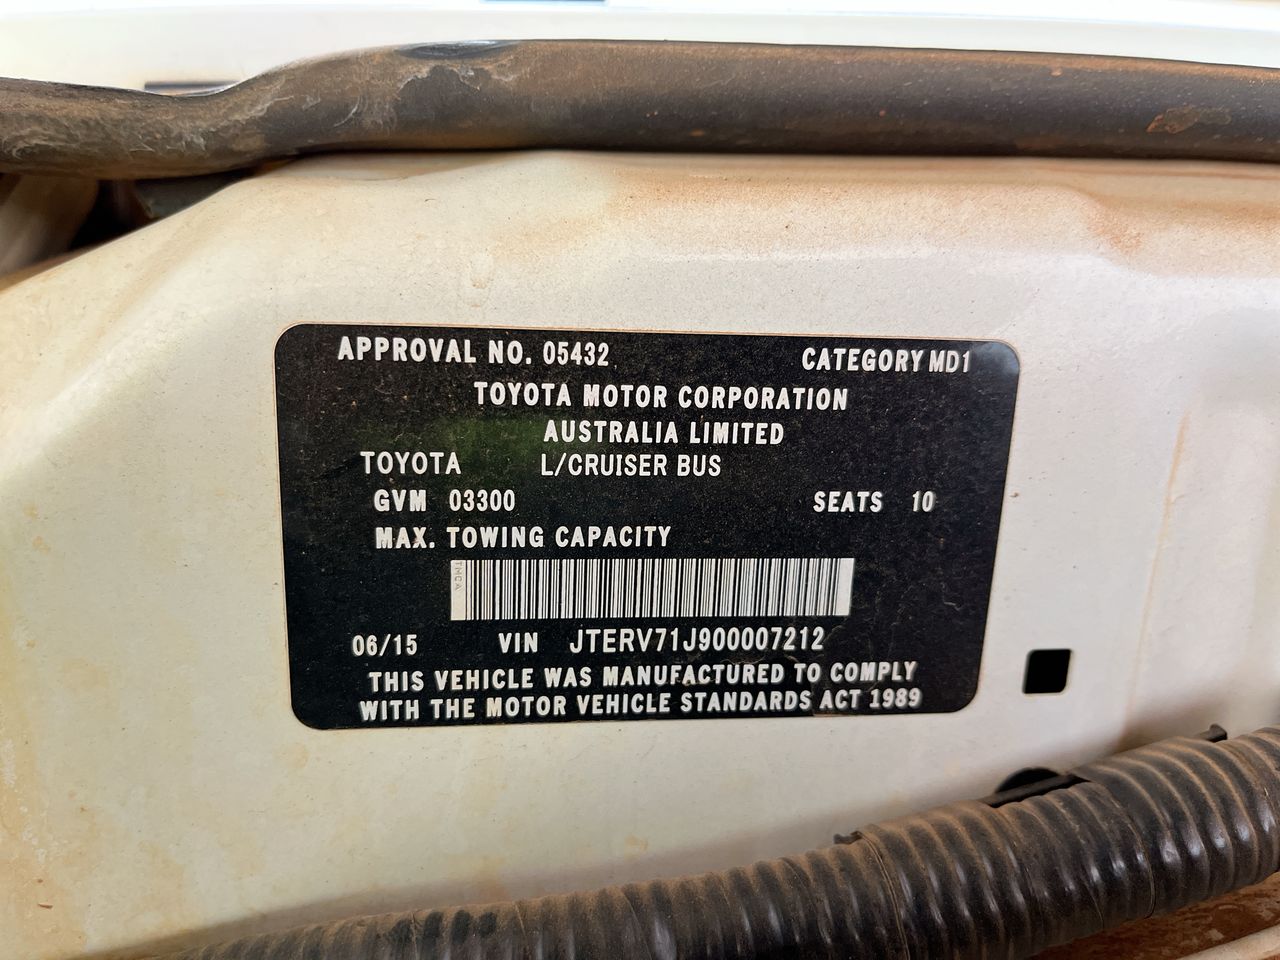 APPROVAL NO. 05432 CATEGORY MD1
TOYOTA MOTOR CORPORATION
AUSTRALIA LIMITED
TOYOTA L/CRUISER BUS
GVM 03300 SEATS 10
MAX. TOWING CAPACITY
TMCA
06/15 VIN JTERV71J900007212
THIS VEHICLE WAS MANUFACTURED TO COMPLY
WITH THE MOTOR VEHICLE STANDARDS ACT 1989